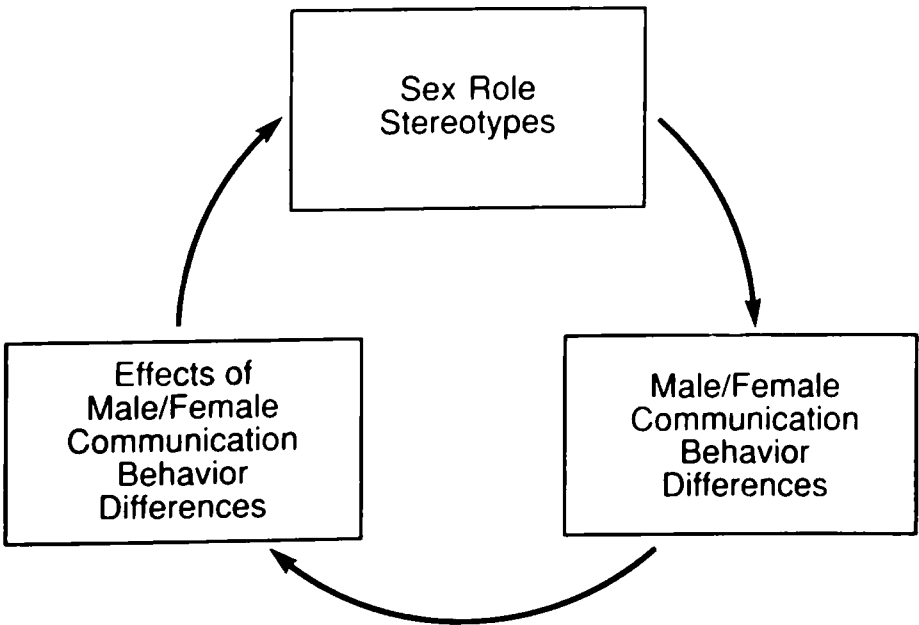 Sex Role
Stereotypes
Male/Female
Communication
Behavior
Differences
Effects of
Male/Female
Communication
Behavior
Differences